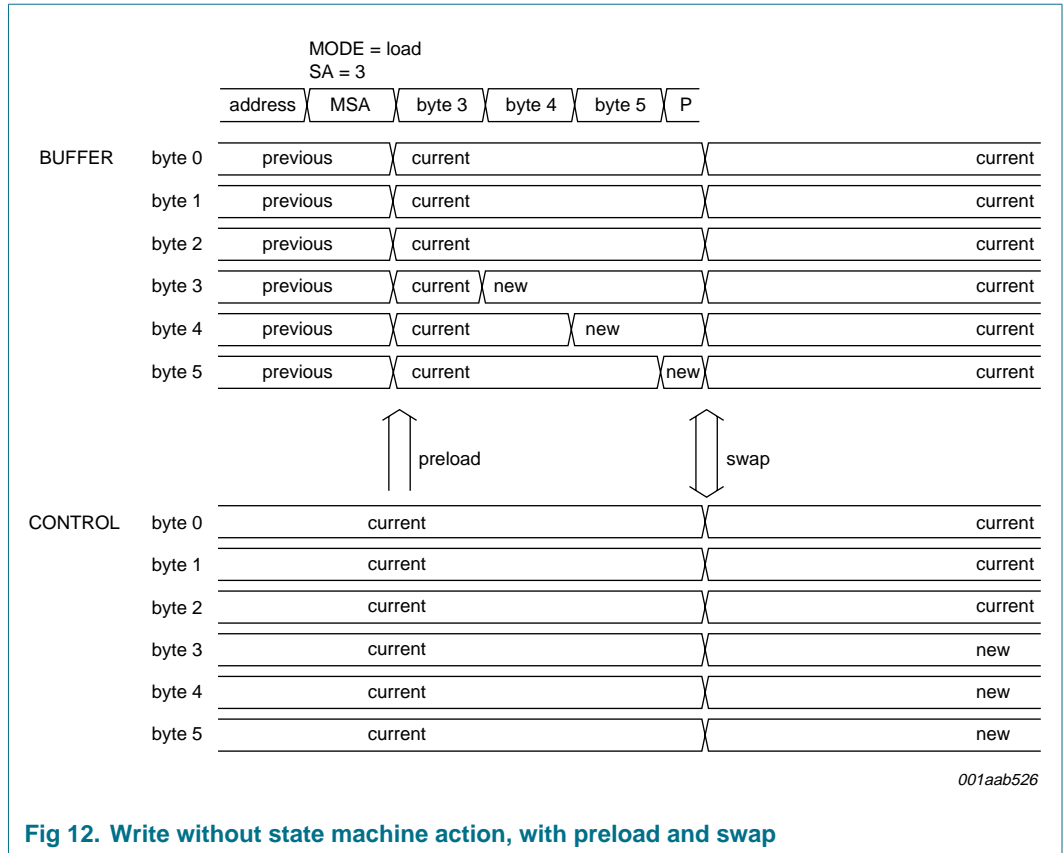 MODE = load
SA = 3
address MSA byte 3 byte 4 byte 5 P
BUFFER byte 0 previous current current
byte 1 previous current current
byte 2 previous current current
byte 3 previous current new current
byte 4 previous current new current
byte 5 previous current new current
preload swap
CONTROL byte 0 current current
byte 1 current current
byte 2 current current
byte 3 current new
byte 4 current new
byte 5 current new
001aab526
Fig 12. Write without state machine action, with preload and swap